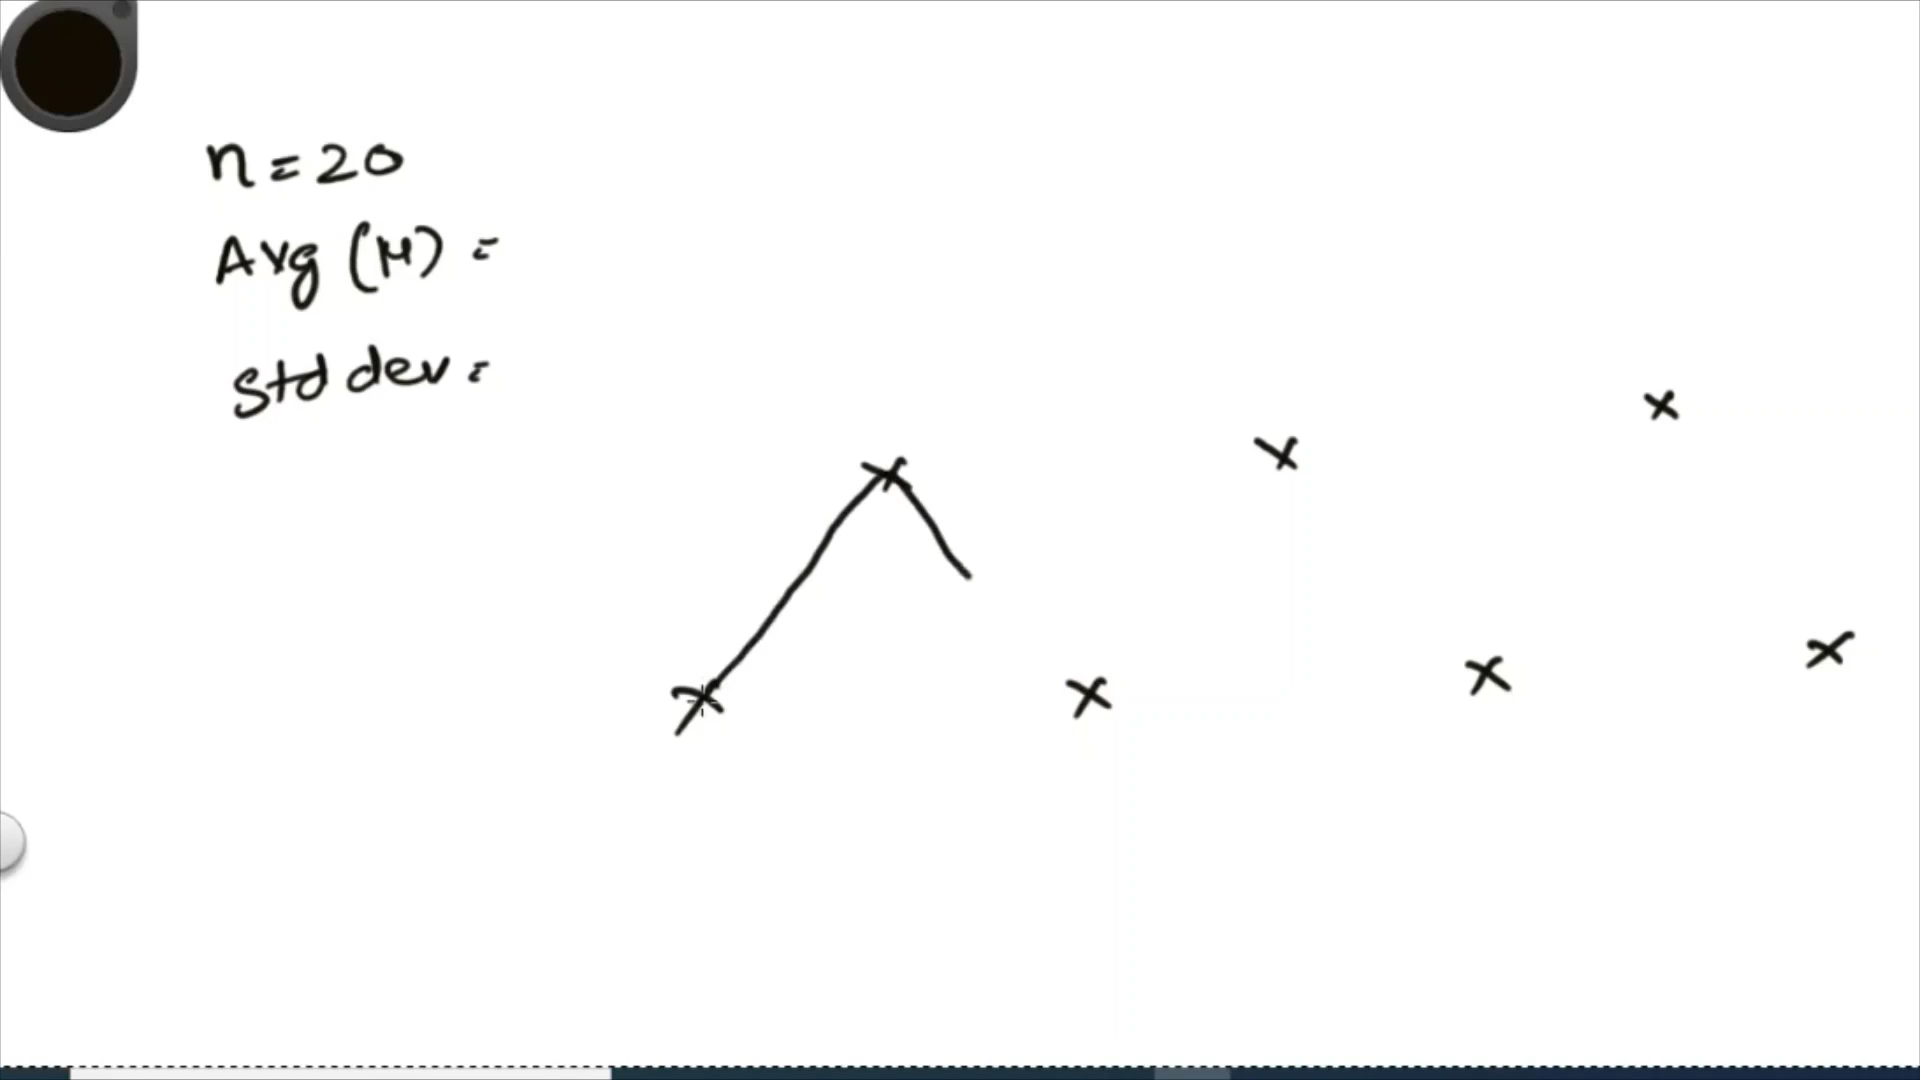 n = 20
Avg (μ) =
Std dev =